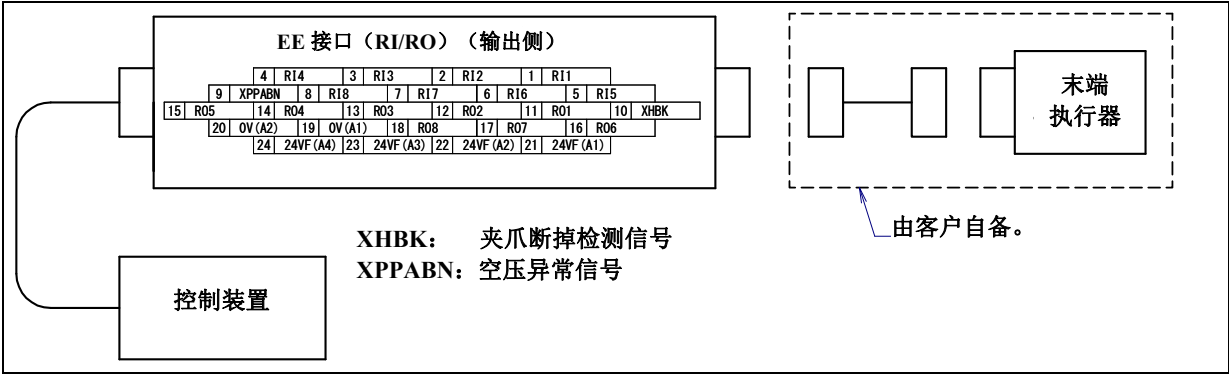 EE 接口（RI/RO）（输出侧）
4 RI4 3 RI3 2 RI2 1 RI1
9 XPPABN 8 RI8 7 RI7 6 RI6 5 RI5
15 RO5 14 RO4 13 RO3 12 RO2 11 RO1 10 XHBK
20 0V(A2) 19 0V(A1) 18 RO8 17 RO7 16 RO6
24 24VF(A4) 23 24VF(A3) 22 24VF(A2) 21 24VF(A1)
末端
执行器
由客户自备。
XHBK： 夹爪断掉检测信号
XPPABN：空压异常信号
控制装置